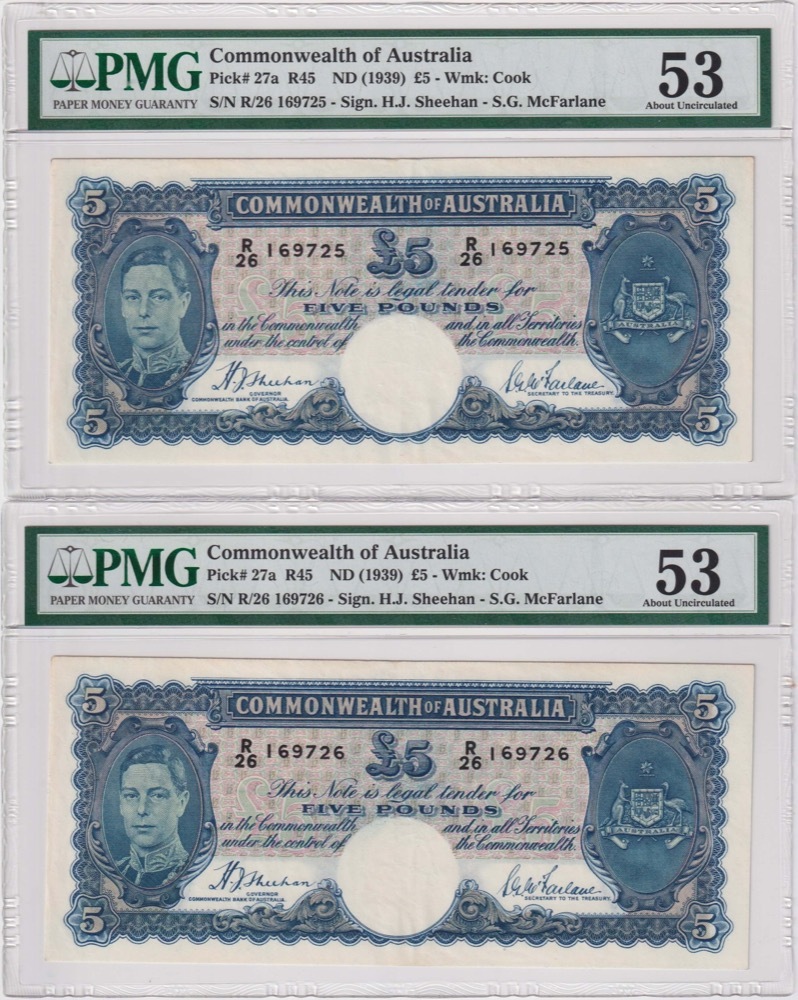 PMG
PAPER MONEY GUARANTY
Commonwealth of Australia
Pick# 27a R45 ND (1939) £5 - Wmk: Cook
S/N R/26 169725 - Sign. H.J. Sheehan - S.G. McFarlane
53
About Uncirculated
5 COMMONWEALTH OF AUSTRALIA 5
R/26 169725 £5 R/26 169725
This Note is legal tender for
FIVE POUNDS
in the Commonwealth and in all Territories
under the control of the Commonwealth.
AUSTRALIA
H.J. Sheehan
GOVERNOR
COMMONWEALTH BANK OF AUSTRALIA.
S.G. McFarlane
SECRETARY TO THE TREASURY.
5 5
PMG
PAPER MONEY GUARANTY
Commonwealth of Australia
Pick# 27a R45 ND (1939) £5 - Wmk: Cook
S/N R/26 169726 - Sign. H.J. Sheehan - S.G. McFarlane
53
About Uncirculated
5 COMMONWEALTH OF AUSTRALIA 5
R/26 169726 £5 R/26 169726
This Note is legal tender for
FIVE POUNDS
in the Commonwealth and in all Territories
under the control of the Commonwealth.
AUSTRALIA
H.J. Sheehan
GOVERNOR
COMMONWEALTH BANK OF AUSTRALIA.
S.G. McFarlane
SECRETARY TO THE TREASURY.
5 5